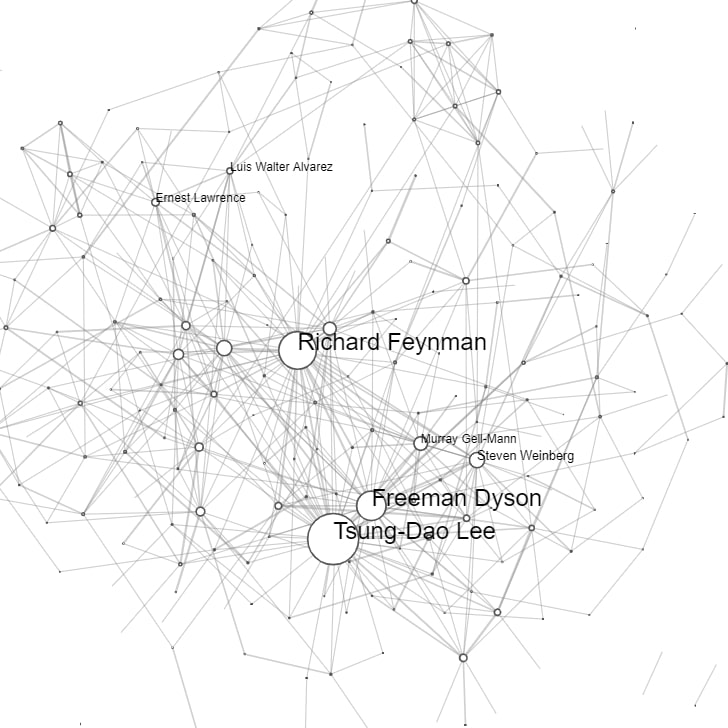 Luis Walter Alvarez
Ernest Lawrence
Richard Feynman
Murray Gell-Mann
Steven Weinberg
Freeman Dyson
Tsung-Dao Lee